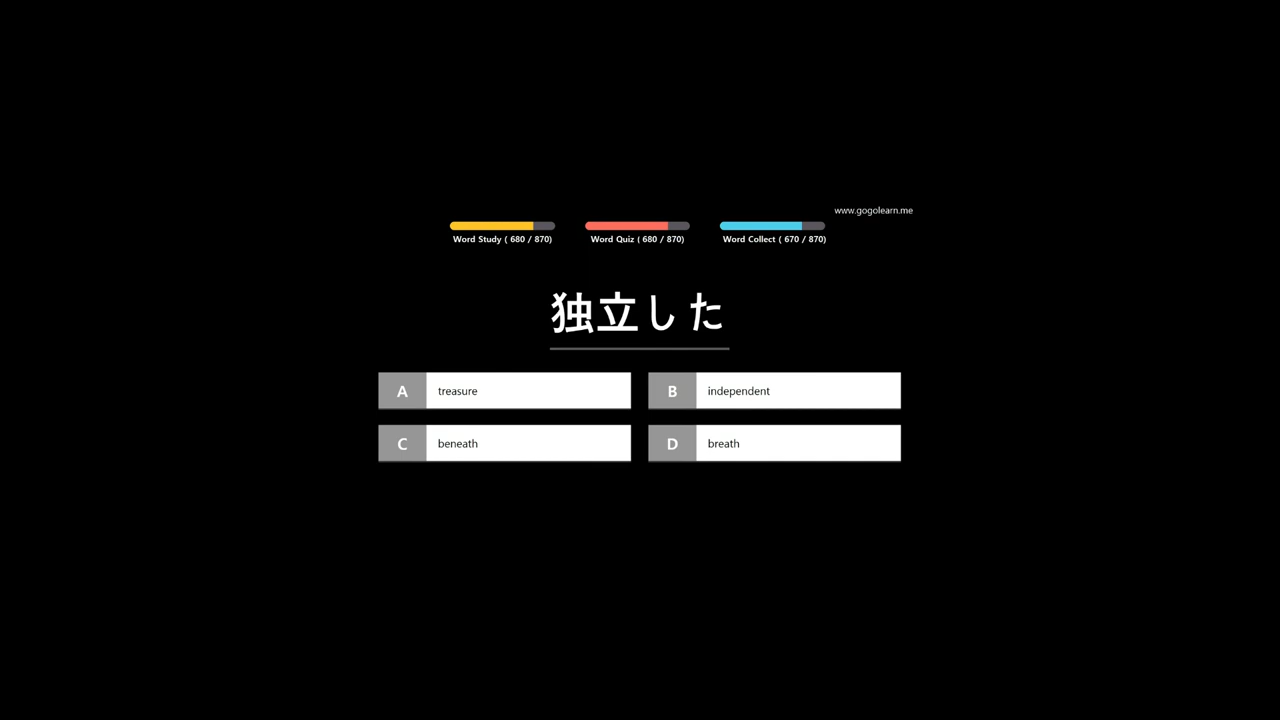 www.gogolearn.me
Word Study ( 680 / 870)
Word Quiz ( 680 / 870)
Word Collect ( 670 / 870)
独立した
A treasure
B independent
C beneath
D breath